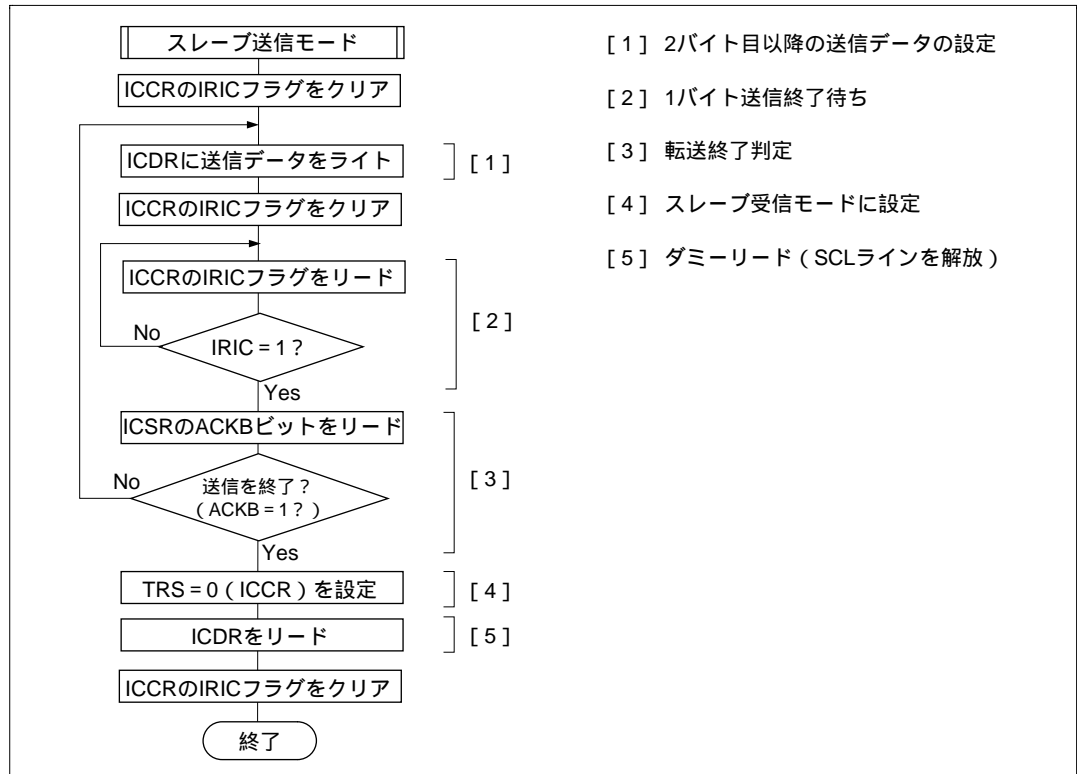 スレーブ送信モード
ICCRのIRICフラグをクリア
ICDRに送信データをライト
[1]
ICCRのIRICフラグをクリア
ICCRのIRICフラグをリード
[2]
No
IRIC = 1?
Yes
ICSRのACKBビットをリード
[3]
No
送信を終了?
(ACKB = 1?)
Yes
TRS = 0(ICCR)を設定
[4]
ICDRをリード
[5]
ICCRのIRICフラグをクリア
終了
[1] 2バイト目以降の送信データの設定
[2] 1バイト送信終了待ち
[3] 転送終了判定
[4] スレーブ受信モードに設定
[5] ダミーリード(SCLラインを解放)